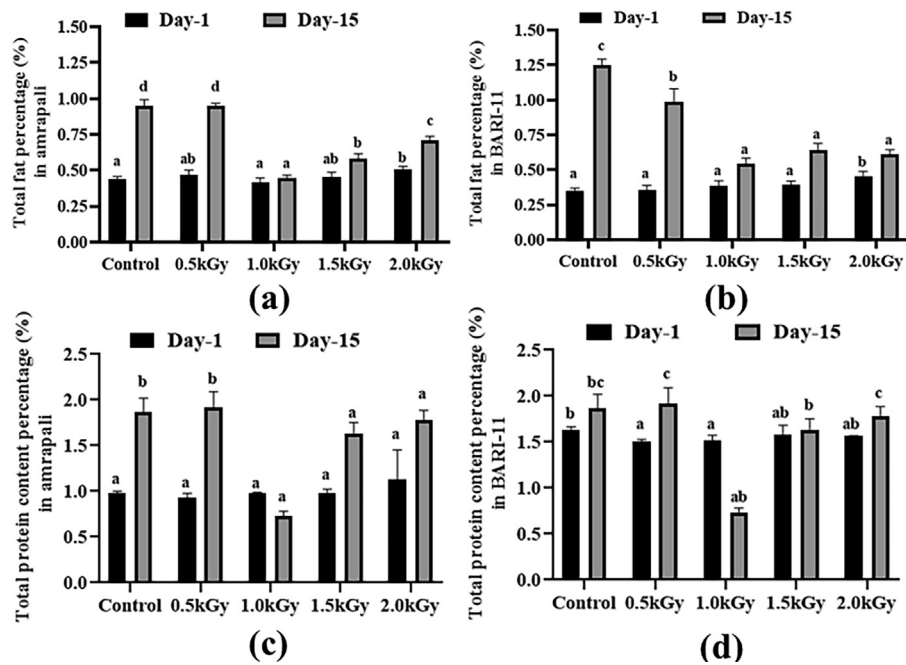 Day-1 Day-15
Total fat percentage (%)
in amrapali
1.50
1.25
1.00
0.75
0.50
0.25
0.00
a d ab d a a ab b b c
Control 0.5kGy 1.0kGy 1.5kGy 2.0kGy
(a)
Day-1 Day-15
Total fat percentage (%)
in BARI-11
1.50
1.25
1.00
0.75
0.50
0.25
0.00
a c a b a a a a b a
Control 0.5kGy 1.0kGy 1.5kGy 2.0kGy
(b)
Day-1 Day-15
Total protein content percentage (%)
in amrapali
2.5
2.0
1.5
1.0
0.5
0.0
a b a b a a a a a a
Control 0.5kGy 1.0kGy 1.5kGy 2.0kGy
(c)
Day-1 Day-15
Total protein content percentage (%)
in BARI-11
2.5
2.0
1.5
1.0
0.5
0.0
b bc a c a ab ab b ab c
Control 0.5kGy 1.0kGy 1.5kGy 2.0kGy
(d)